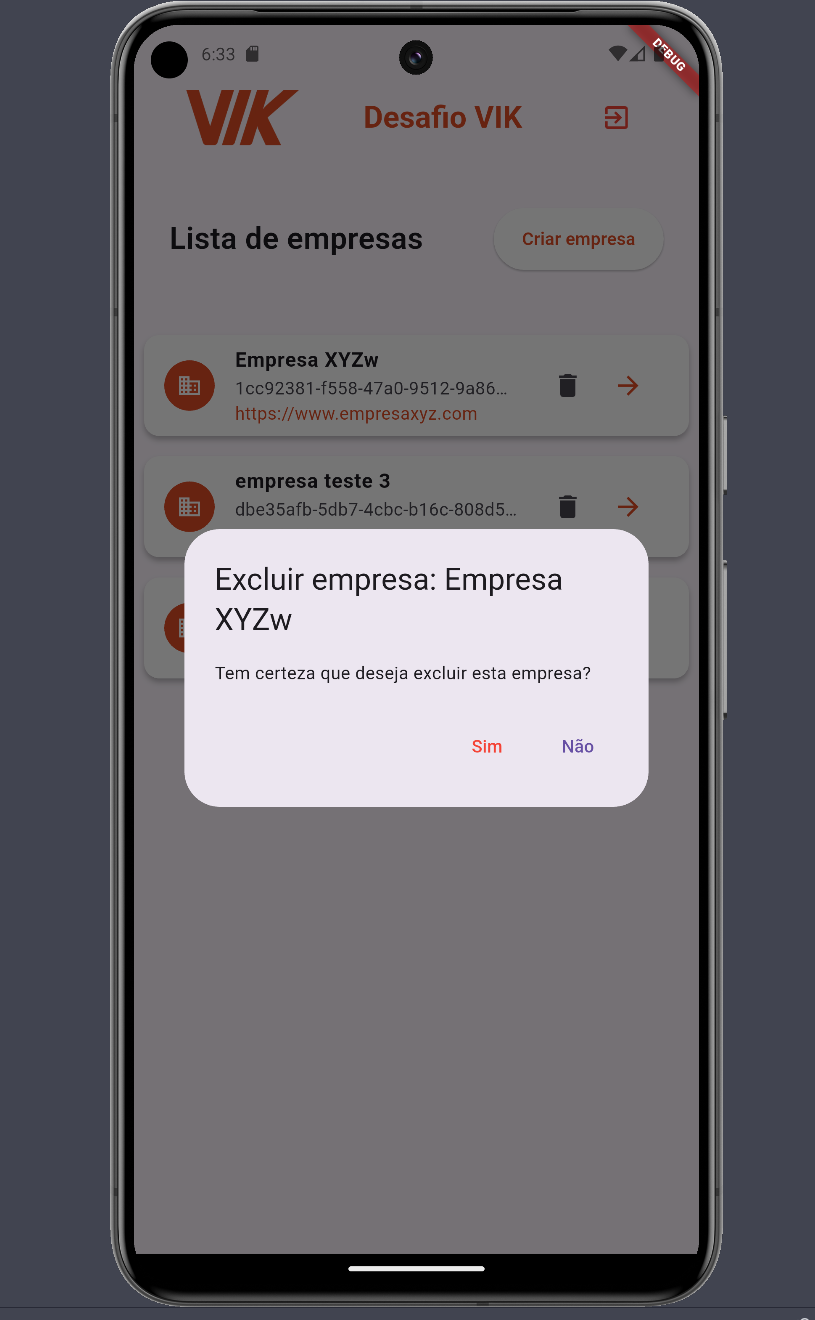 6:33
DEBUG
VIK
Desafio VIK
Lista de empresas
Criar empresa
Empresa XYZw
1cc92381-f558-47a0-9512-9a86...
https://www.empresaxyz.com
empresa teste 3
dbe35afb-5db7-4cbc-b16c-808d5...
Excluir empresa: Empresa
XYZw
Tem certeza que deseja excluir esta empresa?
Sim
Não